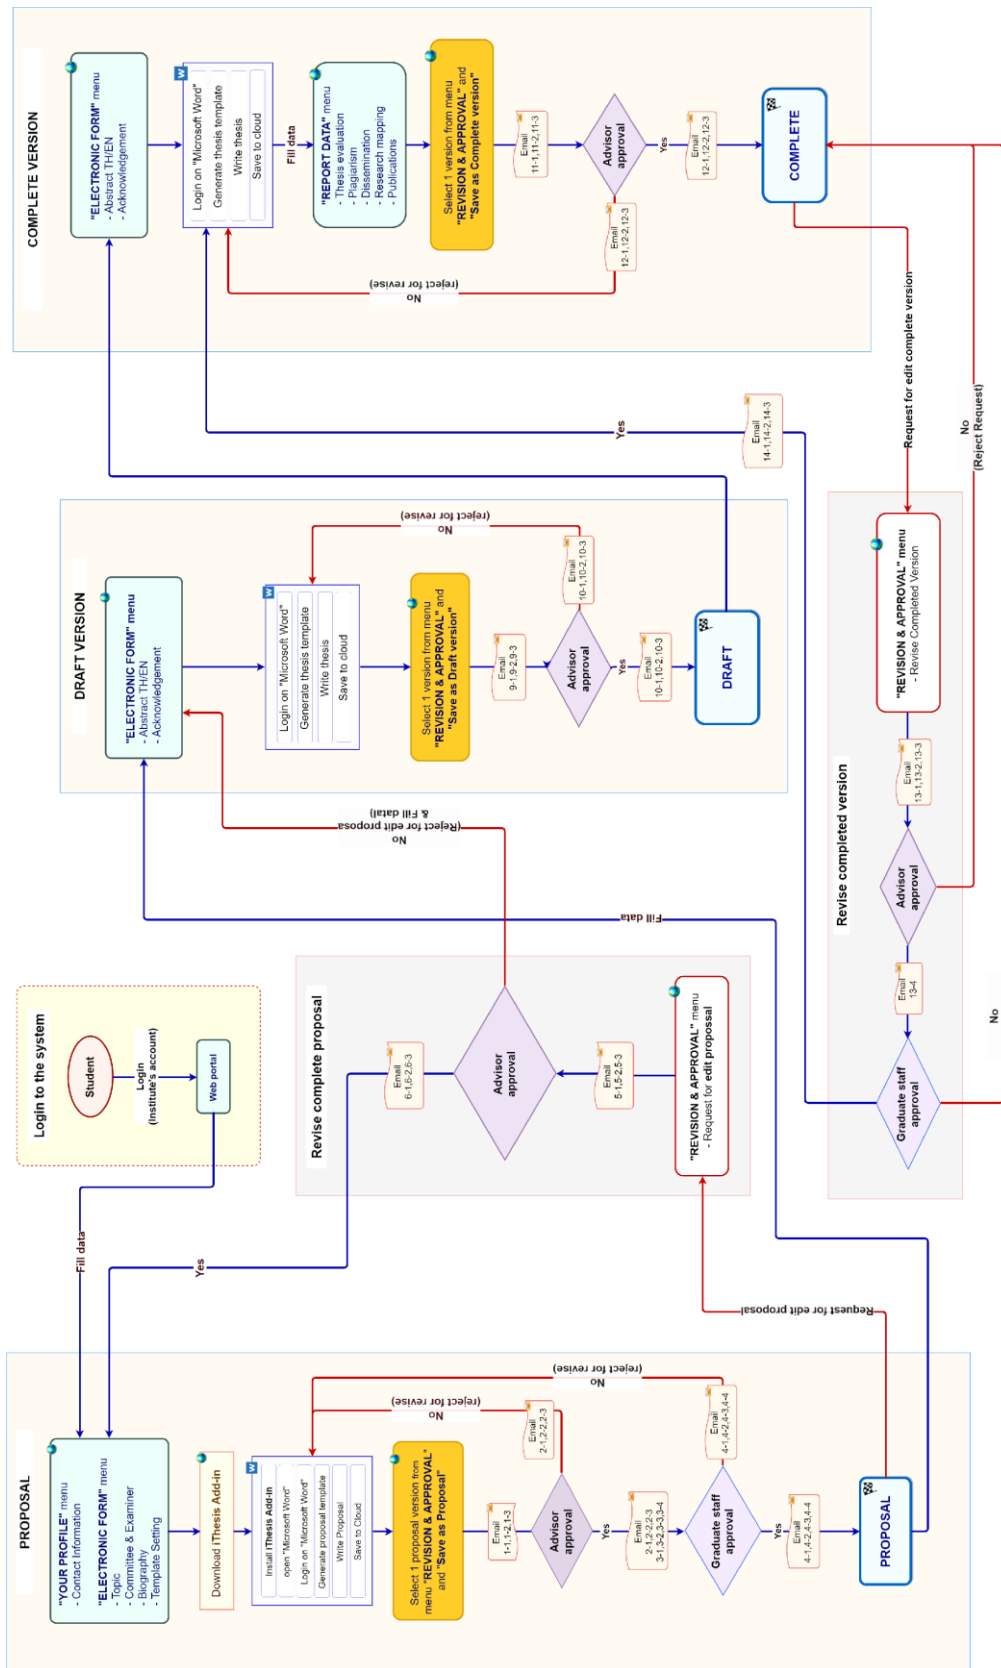 Login to the system
Student
Login
(Institute's account)
Web portal
Fill data
PROPOSAL
"YOUR PROFILE" menu
- Contact Information
"ELECTRONIC FORM" menu
- Topic
- Committee & Examiner
- Biography
- Template Setting
Download iThesis Add-in
Install iThesis Add-in
open "Microsoft Word"
Login on "Microsoft Word"
Generate proposal template
Write Proposal
Save to Cloud
Select 1 proposal version from
menu "REVISION & APPROVAL"
and "Save as Proposal"
Email
1-1,1-2,1-3
Advisor
approval
Email
2-1,2-2,2-3
No
(reject for revise)
Yes
Email
2-1,2-2,2-3
3-1,3-2,3-3,3-4
Graduate staff
approval
Email
4-1,4-2,4-3,4-4
No
(reject for revise)
Yes
Email
4-1,4-2,4-3,4-4
PROPOSAL
Request for edit proposal
Fill data
Revise complete proposal
"REVISION & APPROVAL" menu
- Request for edit propossal
Email
5-1,5-2,5-3
Advisor
approval
Email
6-1,6-2,6-3
Yes
No
(Reject for edit proposa
& Fill datal)
DRAFT VERSION
"ELECTRONIC FORM" menu
- Abstract TH/EN
- Acknowledgement
Login on "Microsoft Word"
Generate thesis template
Write thesis
Save to cloud
Select 1 version from menu
"REVISION & APPROVAL" and
"Save as Draft version"
Email
9-1,9-2,9-3
Advisor
approval
Email
10-1,10-2,10-3
No
(reject for revise)
Yes
Email
10-1,10-2,10-3
DRAFT
COMPLETE VERSION
"ELECTRONIC FORM" menu
- Abstract TH/EN
- Acknowledgement
Login on "Microsoft Word"
Generate thesis template
Write thesis
Save to cloud
Fill data
"REPORT DATA" menu
- Thesis evaluation
- Plagiarism
- Dissemination
- Research mapping
- Publications
Select 1 version from menu
"REVISION & APPROVAL" and
"Save as Complete version"
Email
11-1,11-2,11-3
Advisor
approval
Email
12-1,12-2,12-3
No
(reject for revise)
Yes
Email
12-1,12-2,12-3
COMPLETE
Request for edit complete version
Revise completed version
"REVISION & APPROVAL" menu
- Revise Completed Version
Email
13-1,13-2,13-3
Advisor
approval
No
(Reject Request)
Email
13-4
Graduate staff
approval
No
Yes
Email
14-1,14-2,14-3